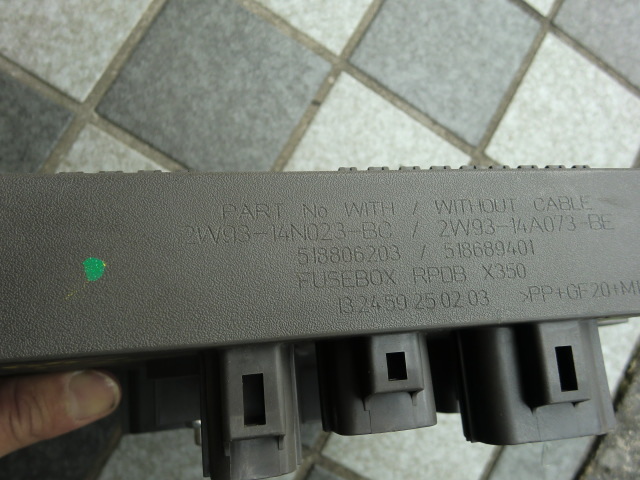 PART No WITH / WITHOUT CABLE
2W93-14N023-BC / 2W93-14A073-BE
518806203 / 518689401
FUSEBOX RPDB X350
13 24 59 25 02 03 >PP+GF20+M